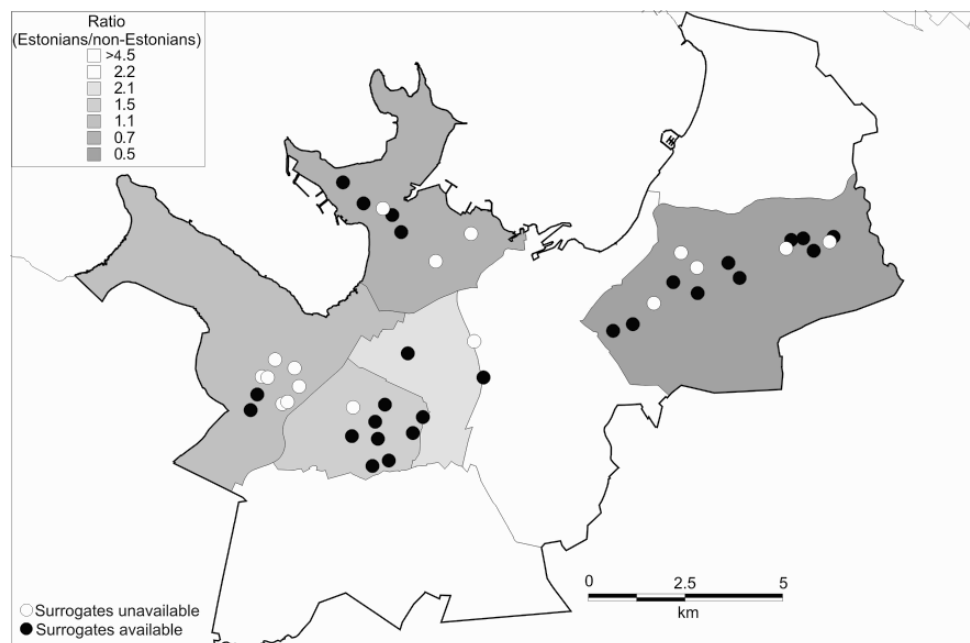 Ratio
(Estonians/non-Estonians)
>4.5
2.2
2.1
1.5
1.1
0.7
0.5
0 2.5 5
km
Surrogates unavailable
Surrogates available